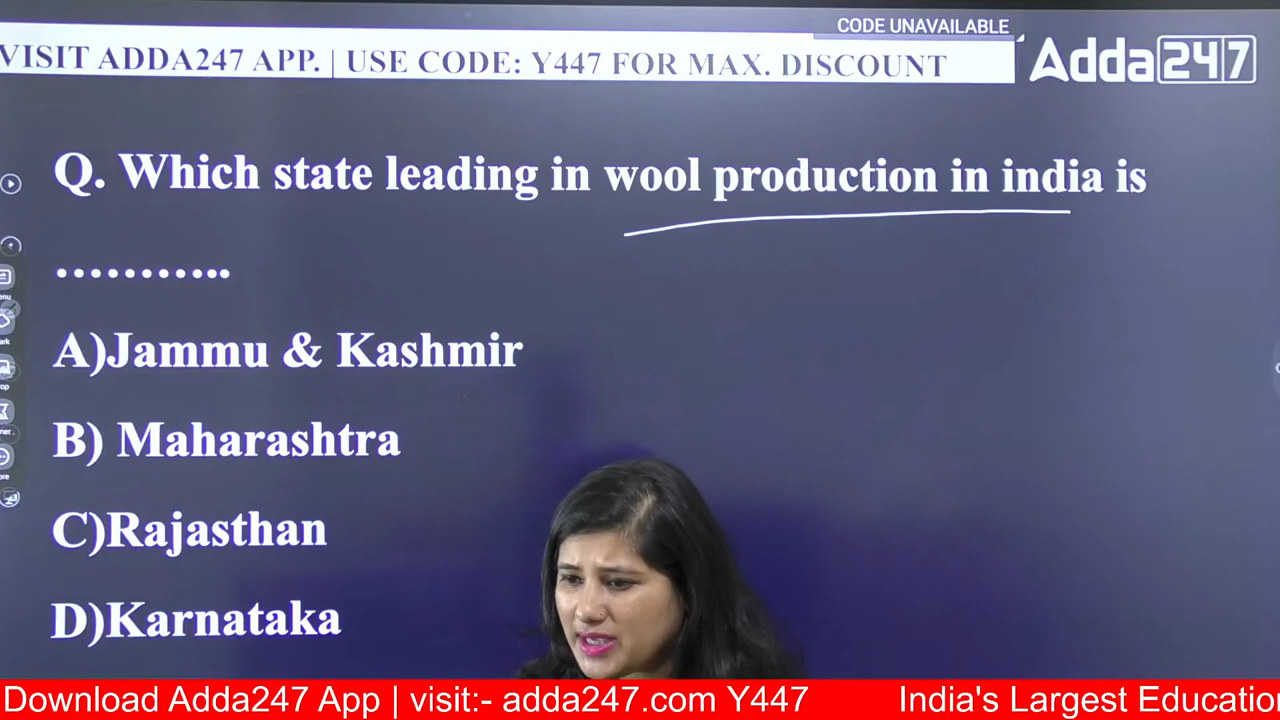 CODE UNAVAILABLE
VISIT ADDA247 APP. | USE CODE: Y447 FOR MAX. DISCOUNT
Adda247
Q. Which state leading in wool production in india is
...........
A)Jammu & Kashmir
B) Maharashtra
C)Rajasthan
D)Karnataka
Download Adda247 App | visit:- adda247.com Y447 India's Largest Education